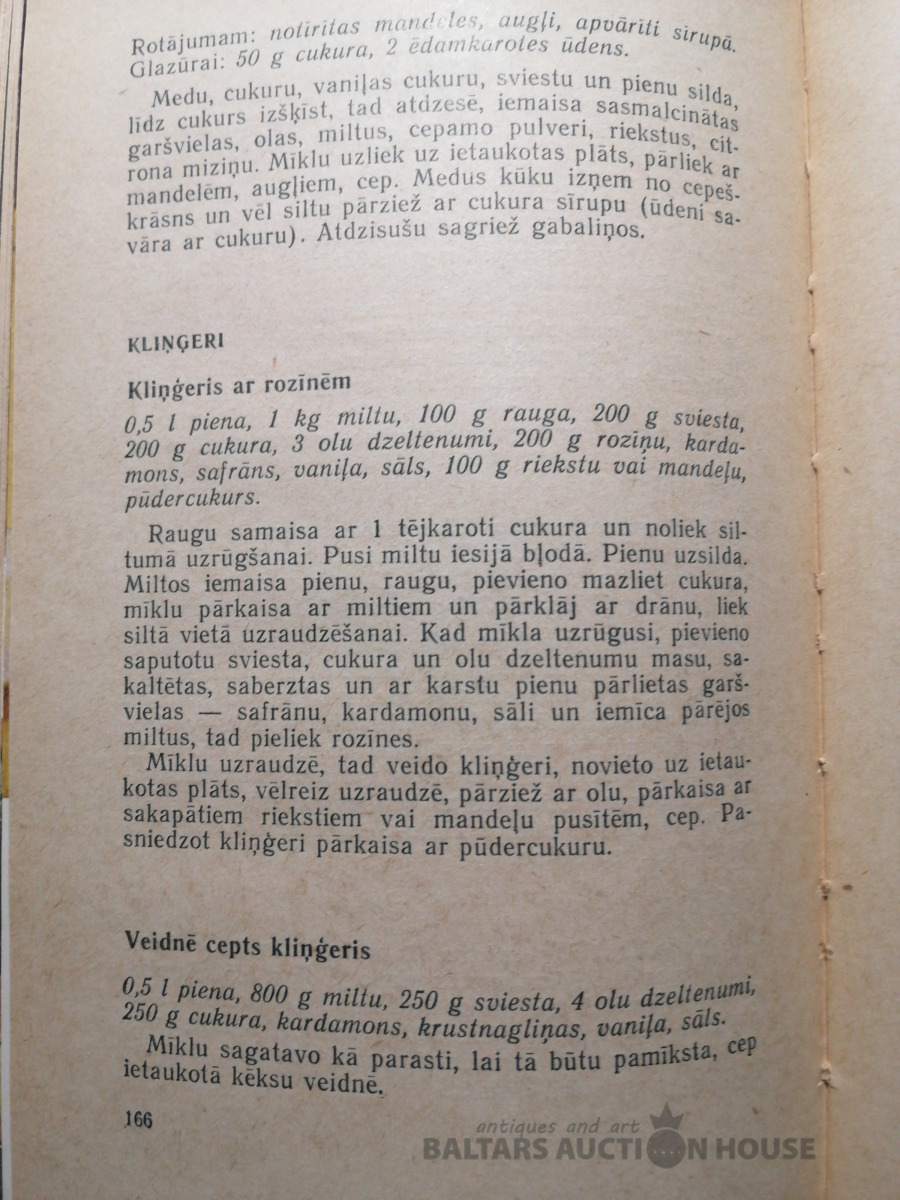 Rotājumam: notīrītas mandeles, augļi, apvārīti sīrupā.
Glazūrai: 50 g cukura, 2 ēdamkarotes ūdens.
Medu, cukuru, vaniļas cukuru, sviestu un pienu silda,
līdz cukurs izšķīst, tad atdzesē, iemaisa sasmalcinātas
garšvielas, olas, miltus, cepamo pulveri, riekstus, cit-
rona miziņu. Mīklu uzliek uz ietaukotas plāts, pārliek ar
mandelēm, augļiem, cep. Medus kūku izņem no cepeš-
krāsns un vēl siltu pārziež ar cukura sīrupu (ūdeni sa-
vāra ar cukuru). Atdzisušu sagriež gabaliņos.
KLIŅĢERI
Kliņģeris ar rozīnēm
0,5 l piena, 1 kg miltu, 100 g rauga, 200 g sviesta,
200 g cukura, 3 olu dzeltenumi, 200 g rozīņu, karda-
mons, safrāns, vaniļa, sāls, 100 g riekstu vai mandeļu,
pūdercukurs.
Raugu samaisa ar 1 tējkaroti cukura un noliek sil-
tumā uzrūgšanai. Pusi miltu iesijā bļodā. Pienu uzsilda.
Miltos iemaisa pienu, raugu, pievieno mazliet cukura,
mīklu pārkaisa ar miltiem un pārklāj ar drānu, liek
siltā vietā uzraudzēšanai. Kad mīkla uzrūgusi, pievieno
saputotu sviesta, cukura un olu dzeltenumu masu, sa-
kaltētas, saberztas un ar karstu pienu pārlietas garš-
vielas — safrānu, kardamonu, sāli un iemīca pārējos
miltus, tad pieliek rozīnes.
Mīklu uzraudzē, tad veido kliņģeri, novieto uz ietau-
kotas plāts, vēlreiz uzraudzē, pārziež ar olu, pārkaisa ar
sakapātiem riekstiem vai mandeļu pusītēm, cep. Pa-
sniedzot kliņģeri pārkaisa ar pūdercukuru.
Veidnē cepts kliņģeris
0,5 l piena, 800 g miltu, 250 g sviesta, 4 olu dzeltenumi,
250 g cukura, kardamons, krustnagliņas, vaniļa, sāls.
Mīklu sagatavo kā parasti, lai tā būtu pamīksta, cep
ietaukotā kēksu veidnē.
166
antiques and art
BALTARS AUCTION HOUSE